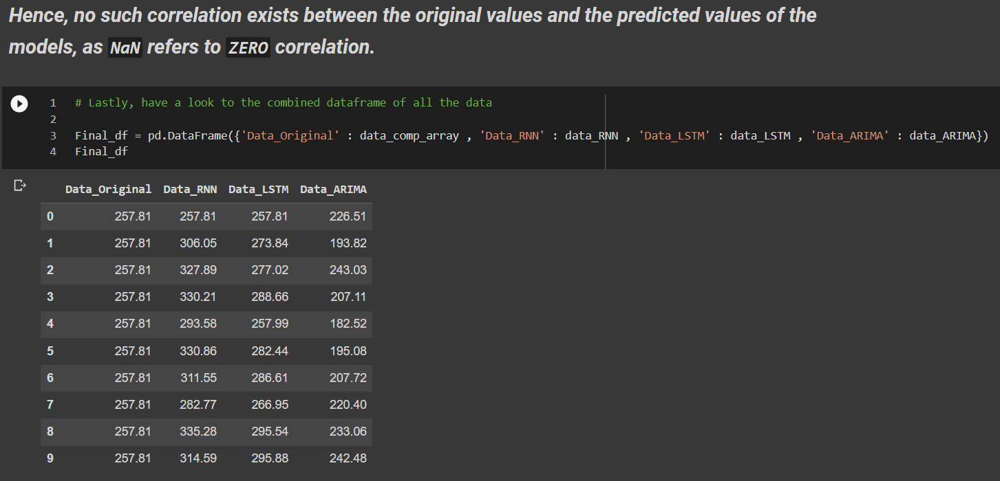 Hence, no such correlation exists between the original values and the predicted values of the
models, as NaN refers to ZERO correlation.
1 # Lastly, have a look to the combined dataframe of all the data
2
3 Final_df = pd.DataFrame({'Data_Original' : data_comp_array , 'Data_RNN' : data_RNN , 'Data_LSTM' : data_LSTM , 'Data_ARIMA' : data_ARIMA})
4 Final_df
Data_Original Data_RNN Data_LSTM Data_ARIMA
0 257.81 257.81 257.81 226.51
1 257.81 306.05 273.84 193.82
2 257.81 327.89 277.02 243.03
3 257.81 330.21 288.66 207.11
4 257.81 293.58 257.99 182.52
5 257.81 330.86 282.44 195.08
6 257.81 311.55 286.61 207.72
7 257.81 282.77 266.95 220.40
8 257.81 335.28 295.54 233.06
9 257.81 314.59 295.88 242.48